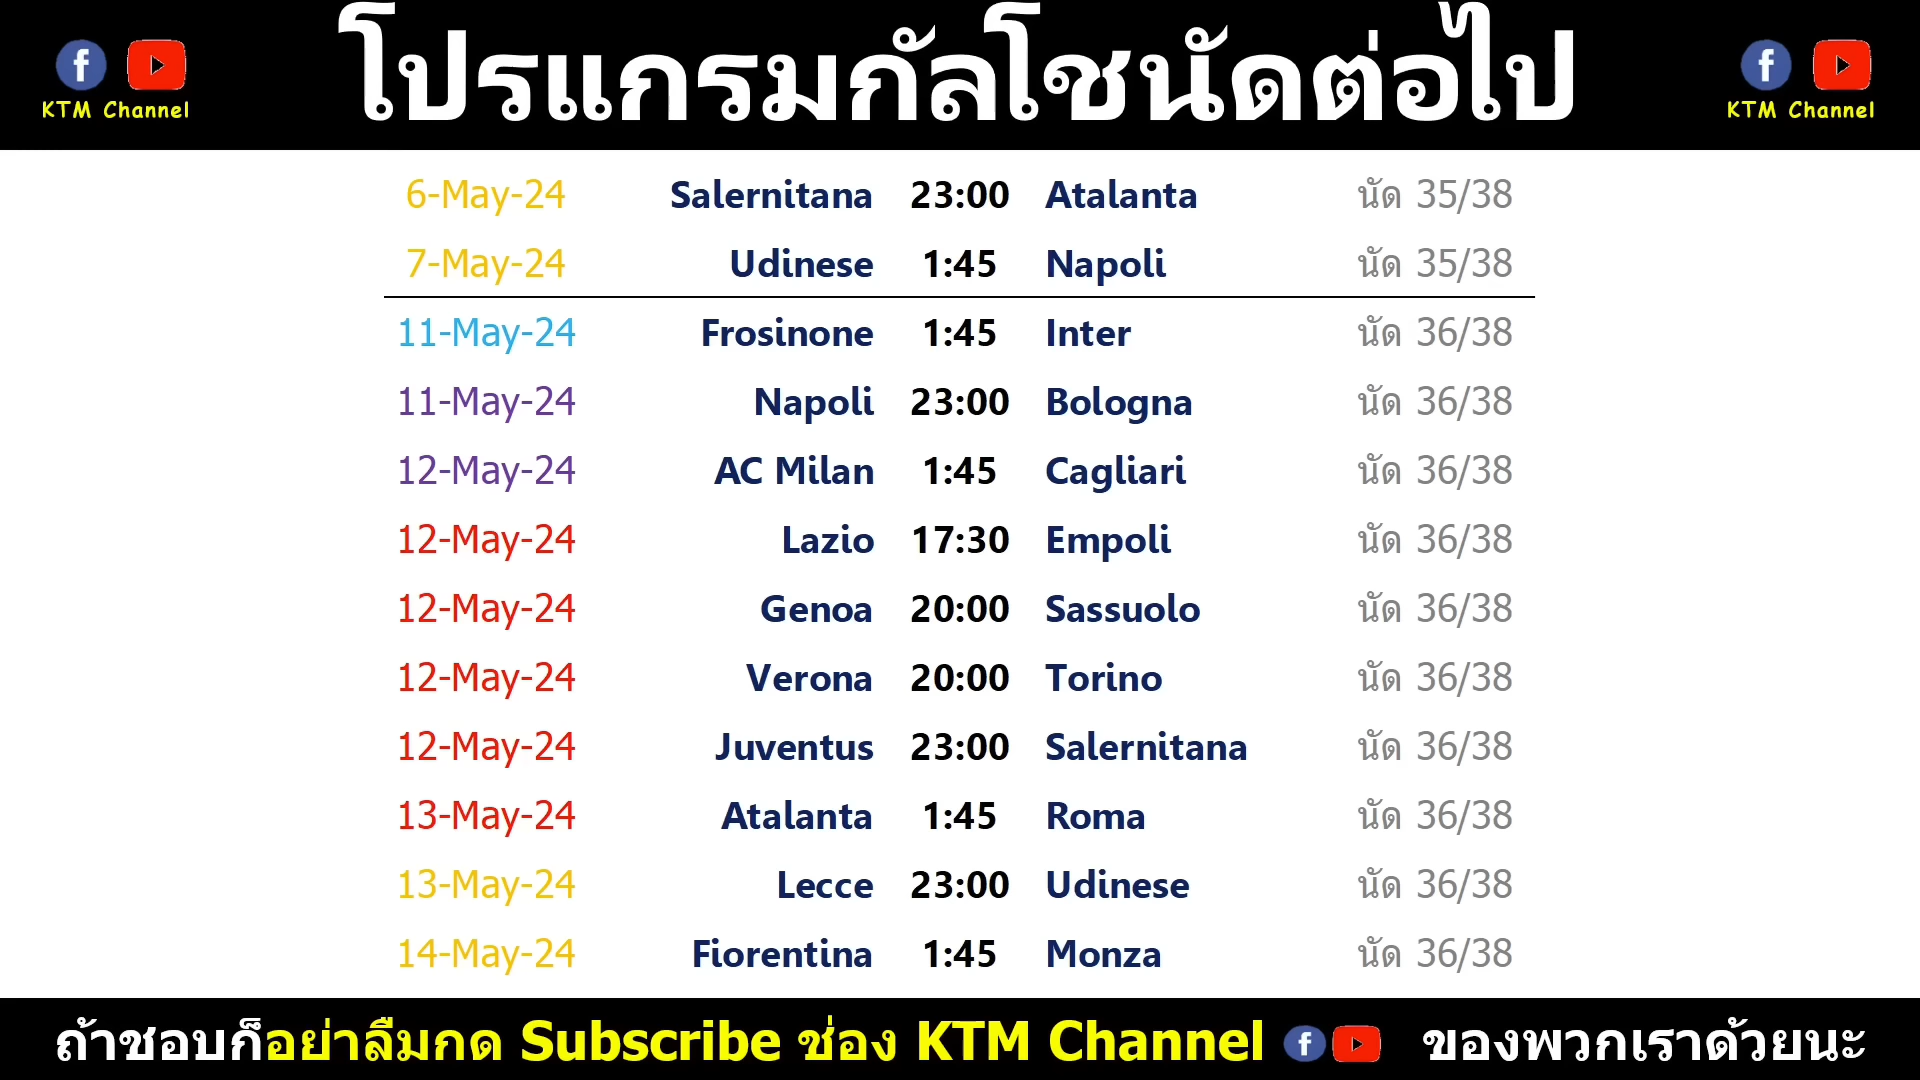 โปรแกรมกัลโชนัดต่อไป
KTM Channel
KTM Channel
6-May-24 Salernitana 23:00 Atalanta นัด 35/38
7-May-24 Udinese 1:45 Napoli นัด 35/38
11-May-24 Frosinone 1:45 Inter นัด 36/38
11-May-24 Napoli 23:00 Bologna นัด 36/38
12-May-24 AC Milan 1:45 Cagliari นัด 36/38
12-May-24 Lazio 17:30 Empoli นัด 36/38
12-May-24 Genoa 20:00 Sassuolo นัด 36/38
12-May-24 Verona 20:00 Torino นัด 36/38
12-May-24 Juventus 23:00 Salernitana นัด 36/38
13-May-24 Atalanta 1:45 Roma นัด 36/38
13-May-24 Lecce 23:00 Udinese นัด 36/38
14-May-24 Fiorentina 1:45 Monza นัด 36/38
ถ้าชอบก็อย่าลืมกด Subscribe ช่อง KTM Channel ของพวกเราด้วยนะ